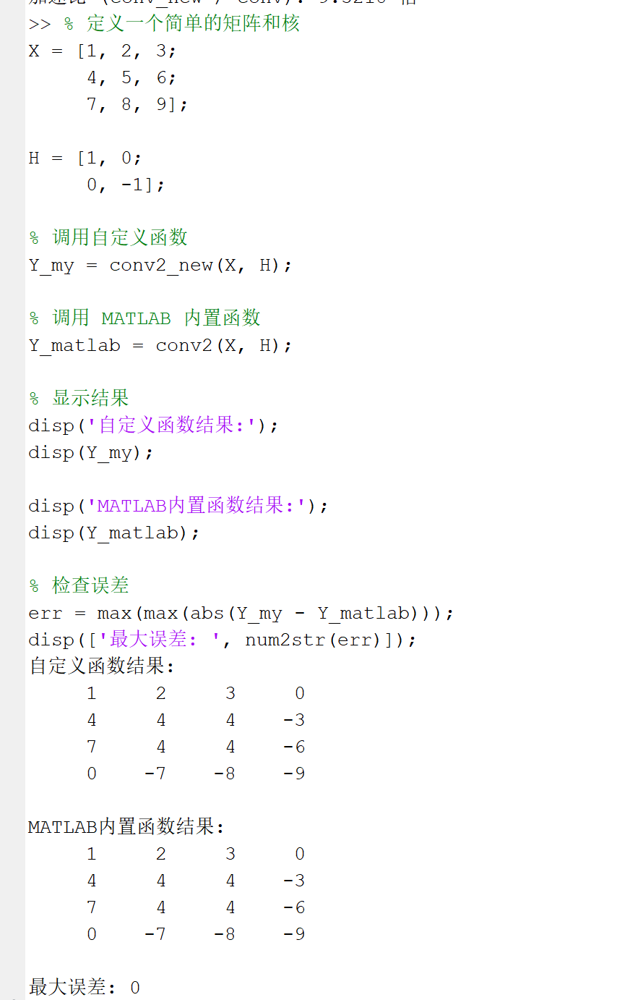 >> % 定义一个简单的矩阵和核
X = [1, 2, 3;
     4, 5, 6;
     7, 8, 9];
H = [1, 0;
     0, -1];
% 调用自定义函数
Y_my = conv2_new(X, H);
% 调用 MATLAB 内置函数
Y_matlab = conv2(X, H);
% 显示结果
disp('自定义函数结果:');
disp(Y_my);
disp('MATLAB内置函数结果:');
disp(Y_matlab);
% 检查误差
err = max(max(abs(Y_my - Y_matlab)));
disp(['最大误差: ', num2str(err)]);
自定义函数结果:
     1     2     3     0
     4     4     4    -3
     7     4     4    -6
     0    -7    -8    -9
MATLAB内置函数结果:
     1     2     3     0
     4     4     4    -3
     7     4     4    -6
     0    -7    -8    -9
最大误差: 0